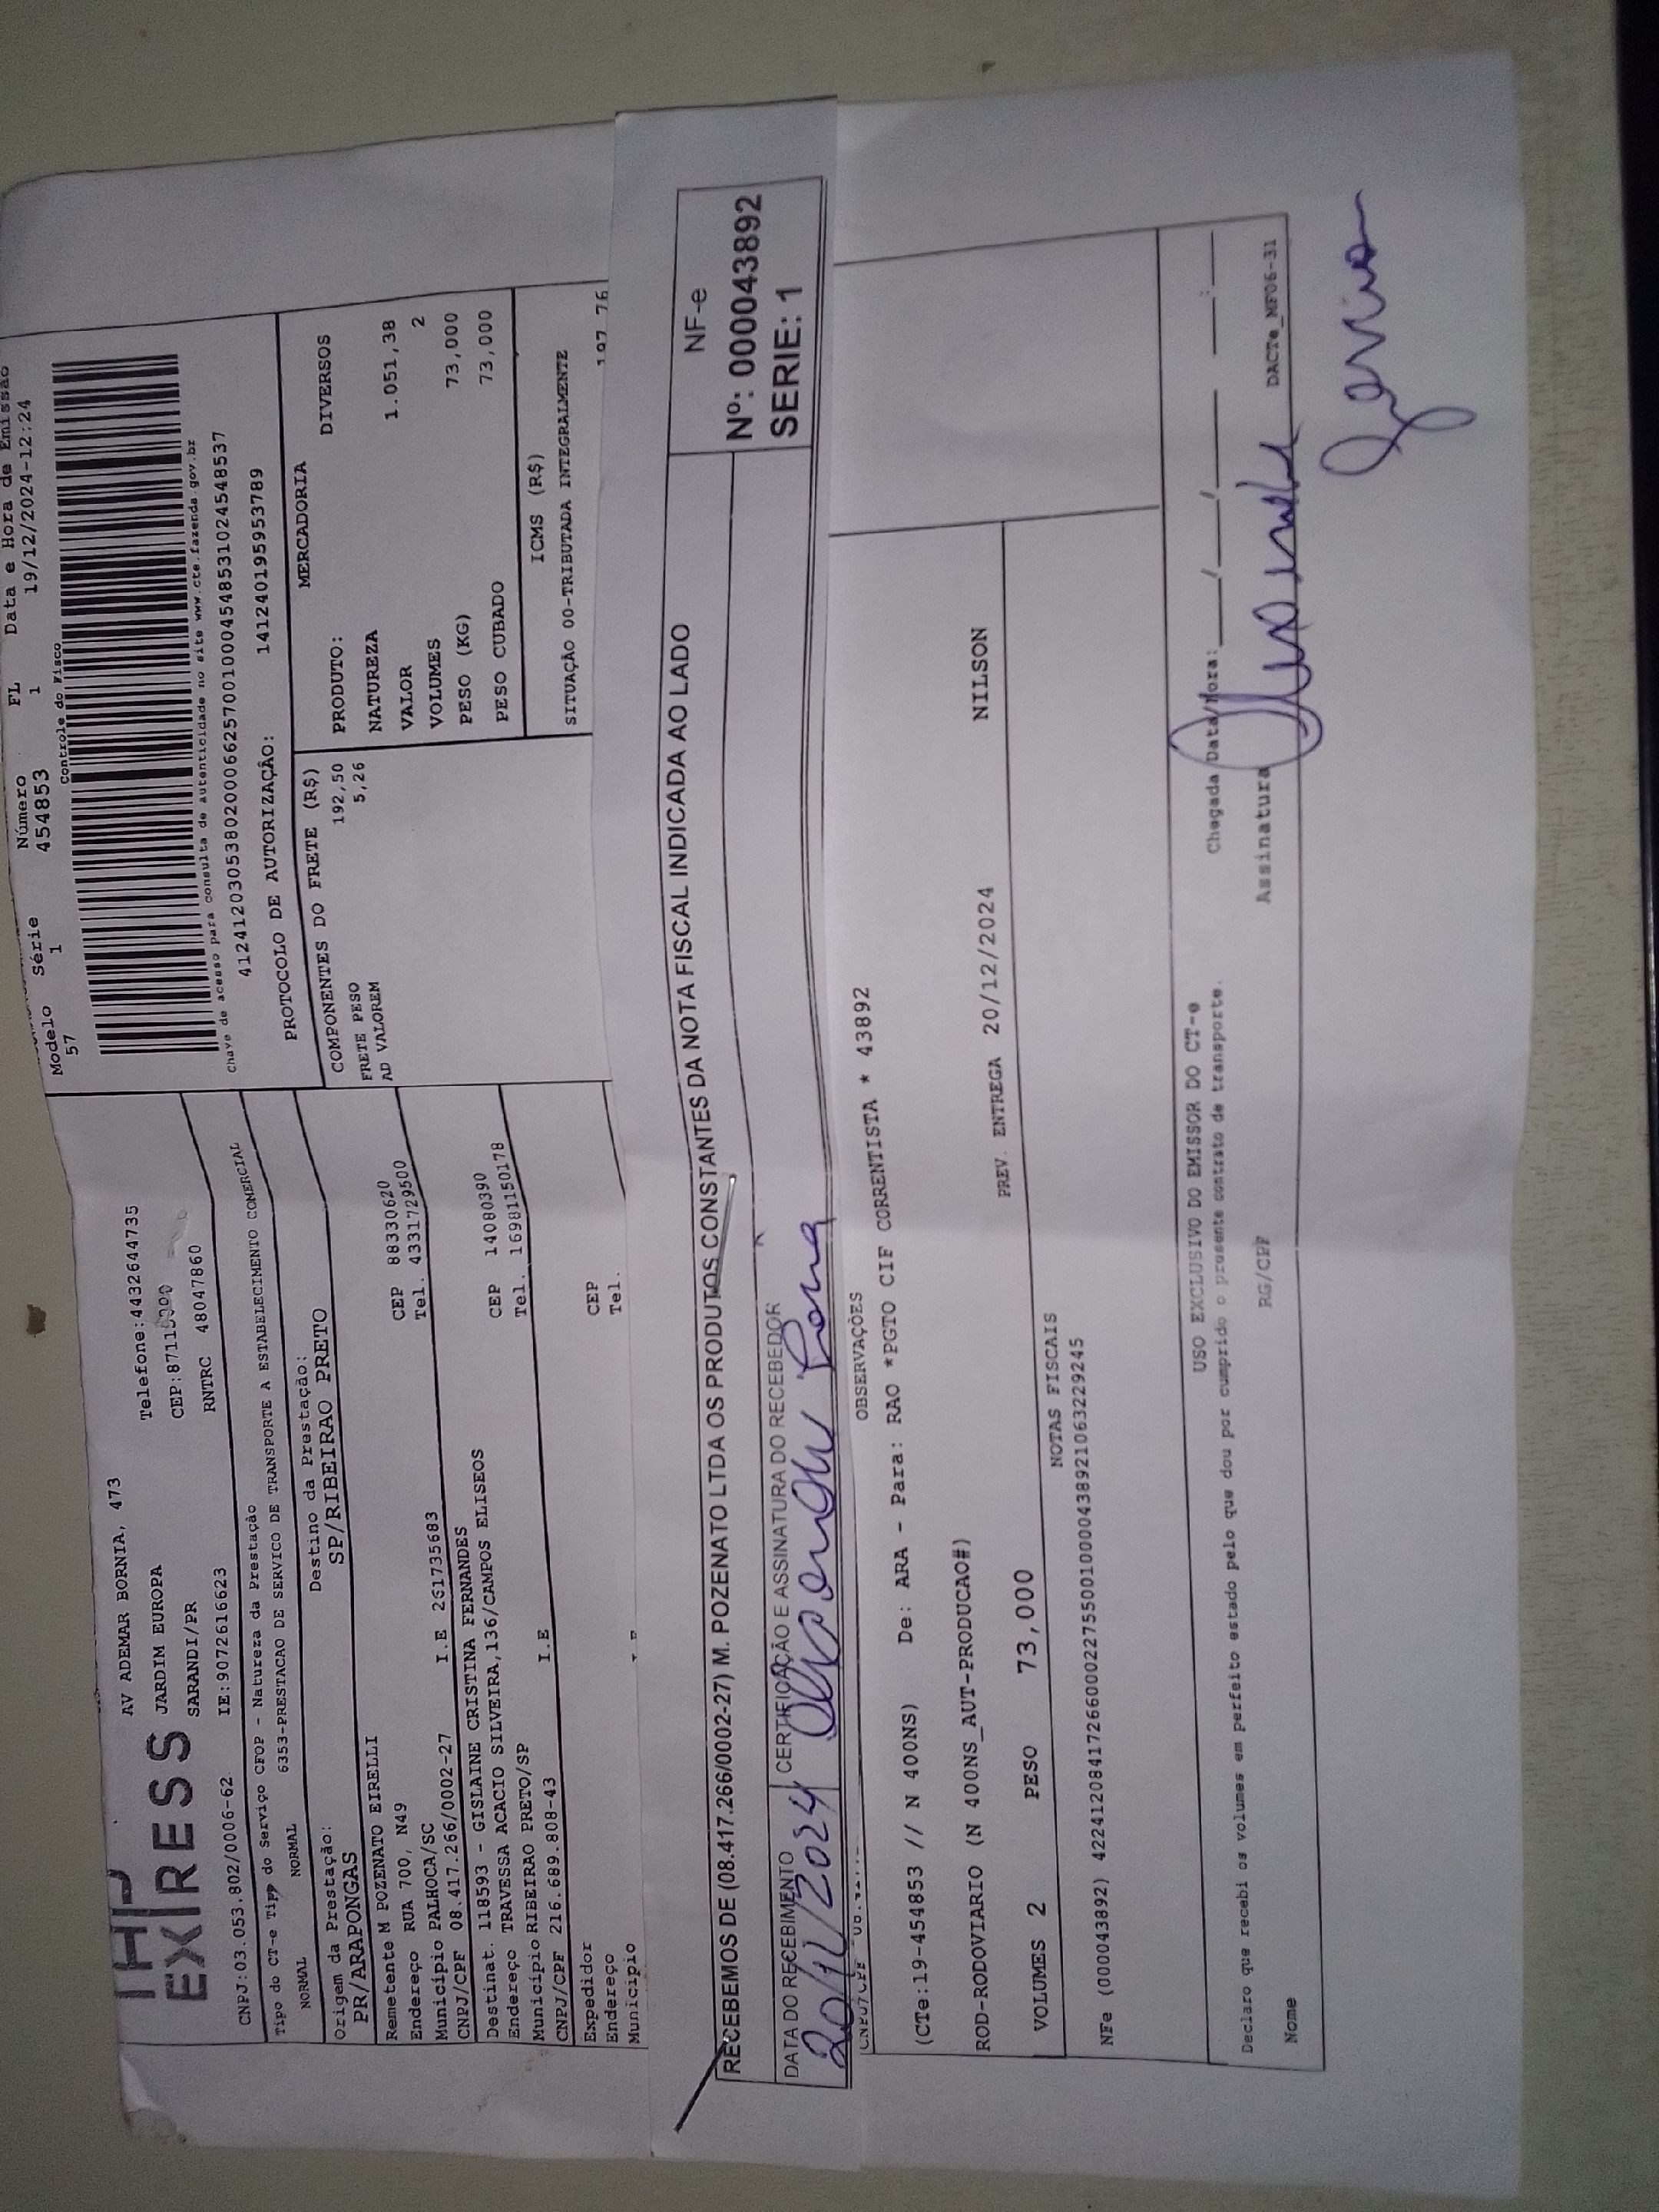 Modelo Série Número FL Data e Hora de Emissão
57 1 454853 1 19/12/2024-12:24
Controle do Fisco
EXPRESS
AV ADEMAR BORNIA, 473
JARDIM EUROPA Telefone:4432644735
SARANDI/PR
CNPJ:03.053.802/0006-62 IE:9072616623 RNTRC 48047860
Chave de acesso para consulta de autenticidade no site www.cte.fazenda.gov.br
41241203053802000662570010004548531024548537
PROTOCOLO DE AUTORIZAÇÃO: 141240195953789
Tipo do CT-e Tipo do Serviço CFOP - Natureza da Prestação
NORMAL NORMAL 6353-PRESTACAO DE SERVICO DE TRANSPORTE A ESTABELECIMENTO COMERCIAL
Origem da Prestação: Destino da Prestação:
PR/ARAPONGAS SP/RIBEIRAO PRETO
Remetente M POZENATO EIRELLI
Endereço RUA 700, N49 CEP 88330620
Município PALHOCA/SC Tel. 4331729500
CNPJ/CPF 08.417.266/0002-27 I.E 261735683
Destinat. 118593 - GISLAINE CRISTINA FERNANDES
Endereço TRAVESSA ACACIO SILVEIRA,136/CAMPOS ELISEOS CEP 14080390
Município RIBEIRAO PRETO/SP Tel. 16981150178
CNPJ/CPF 216.689.808-43 I.E
Expedidor
Endereço CEP
Município Tel.
COMPONENTES DO FRETE (R$)
FRETE PESO 192,50
AD VALOREM 5,26
MERCADORIA
PRODUTO: DIVERSOS
NATUREZA
VALOR 1.051,38
VOLUMES 2
PESO (KG) 73,000
PESO CUBADO 73,000
ICMS (R$)
SITUAÇÃO 00-TRIBUTADA INTEGRALMENTE
197 76
RECEBEMOS DE (08.417.266/0002-27) M. POZENATO LTDA OS PRODUTOS CONSTANTES DA NOTA FISCAL INDICADA AO LADO
NF-e
Nº: 000043892
SERIE: 1
DATA DO RECEBIMENTO CERTIFICAÇÃO E ASSINATURA DO RECEBEDOR
20/12/2024
OBSERVAÇÕES
(CTe:19-454853 // N 400NS) De: ARA - Para: RAO *PGTO CIF CORRENTISTA * 43892
ROD-RODOVIARIO (N 400NS_AUT-PRODUCAO#) PREV. ENTREGA 20/12/2024 NILSON
VOLUMES 2 PESO 73,000
NOTAS FISCAIS
NFe (000043892) 42241208417266000227550010000438921063229245
USO EXCLUSIVO DO EMISSOR DO CT-e
Declaro que recebi os volumes em perfeito estado pelo que dou por cumprido o presente contrato de transporte. Chegada Data/Hora:
Nome RG/CPF Assinatura
DACTe_MF06-31